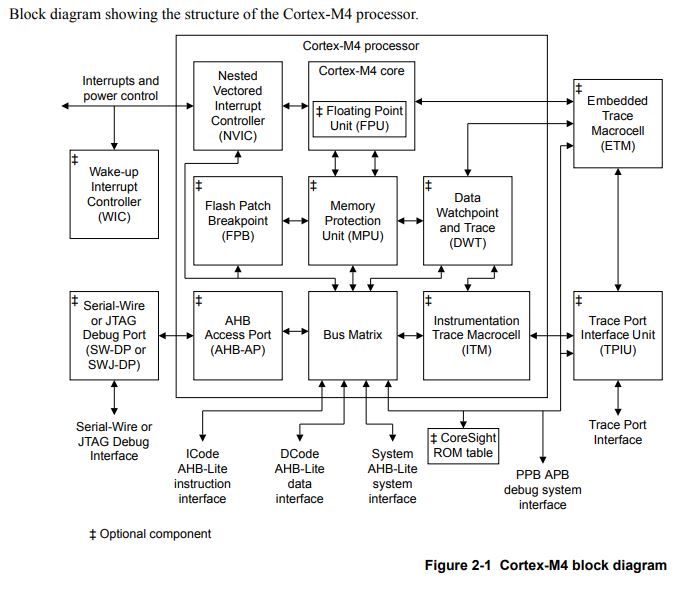 Block diagram showing the structure of the Cortex-M4 processor.
Cortex-M4 processor
Interrupts and
power control
Nested
Vectored
Interrupt
Controller
(NVIC)
Cortex-M4 core
‡ Floating Point
Unit (FPU)
‡
Embedded
Trace
Macrocell
(ETM)
‡
Wake-up
Interrupt
Controller
(WIC)
‡
Flash Patch
Breakpoint
(FPB)
‡
Memory
Protection
Unit (MPU)
‡
Data
Watchpoint
and Trace
(DWT)
‡ Serial-Wire
or JTAG
Debug Port
(SW-DP or
SWJ-DP)
‡
AHB
Access Port
(AHB-AP)
Bus Matrix
‡
Instrumentation
Trace Macrocell
(ITM)
‡
Trace Port
Interface Unit
(TPIU)
Serial-Wire or
JTAG Debug
Interface
ICode
AHB-Lite
instruction
interface
DCode
AHB-Lite
data
interface
System
AHB-Lite
system
interface
‡ CoreSight
ROM table
PPB APB
debug system
interface
Trace Port
Interface
‡ Optional component
Figure 2-1 Cortex-M4 block diagram